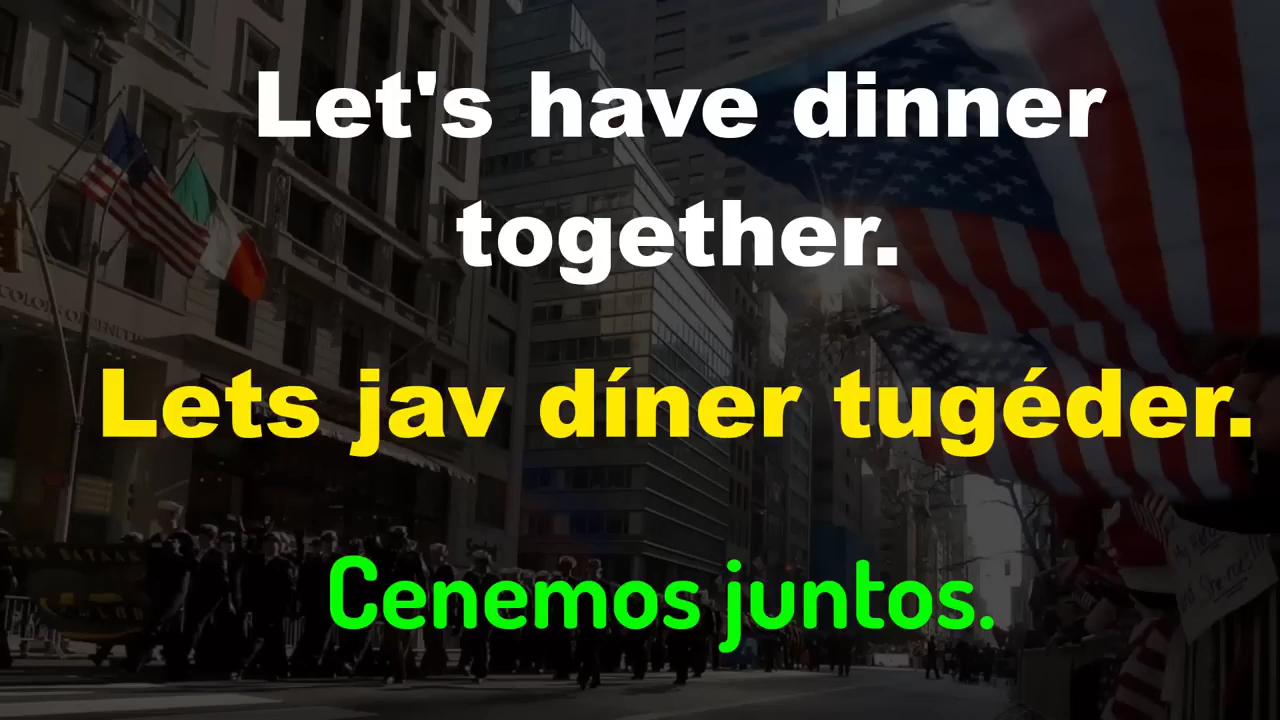 Let's have dinner
together.
Lets jav díner tugéder.
Cenemos juntos.